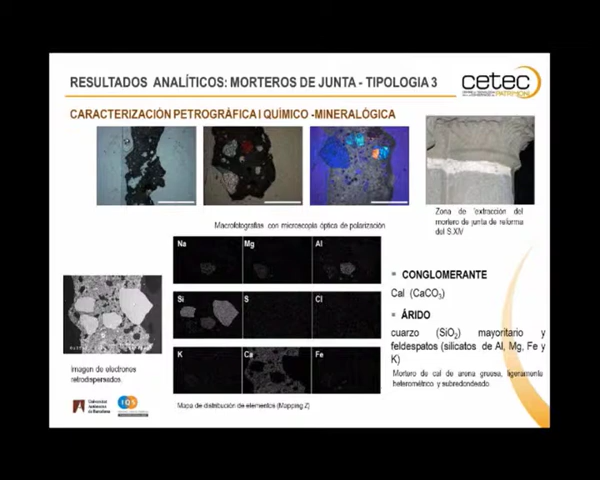 RESULTADOS ANALÍTICOS: MORTEROS DE JUNTA - TIPOLOGIA 3
cetec
PATRIMONI
CARACTERIZACIÓN PETROGRÀFICA I QUÍMICO -MINERALÓGICA
Macrofotografias con microscopía óptica de polarización
Zona de extracción del
mortero de junta de reforma
del S.XIV
Na Mg Al
Si S Cl
K Ca Fe
Imagen de electrones
retrodispersados.
Mapa de distribución de elementos (Mapping Z)
CONGLOMERANTE
Cal (CaCO3)
ÁRIDO
cuarzo (SiO2) mayoritario y
feldespatos (silicatos de Al, Mg, Fe y
K)
Mortero de cal de arena gruesa, ligeramente
heterométrico y subredondeado.
Universitat
Autònoma
de Barcelona
IQS